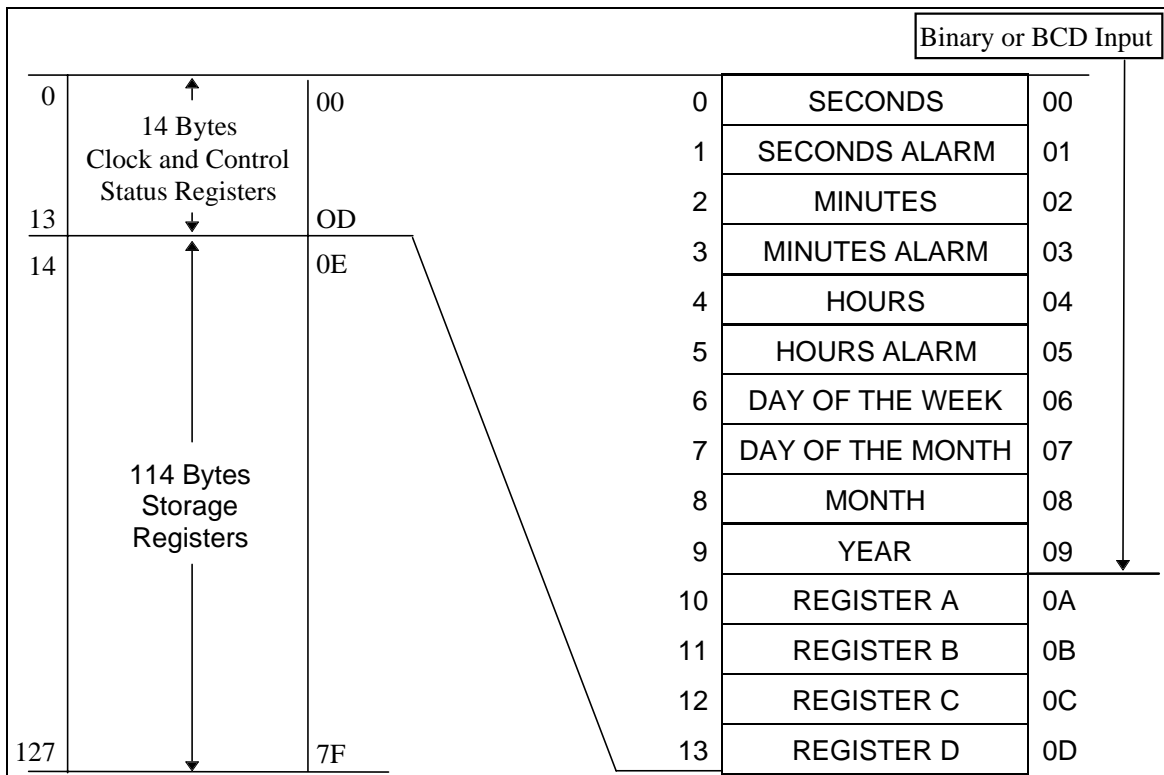 Binary or BCD Input
0
14 Bytes
Clock and Control
Status Registers
00
13
OD
14
0E
114 Bytes
Storage
Registers
127
7F
0 SECONDS 00
1 SECONDS ALARM 01
2 MINUTES 02
3 MINUTES ALARM 03
4 HOURS 04
5 HOURS ALARM 05
6 DAY OF THE WEEK 06
7 DAY OF THE MONTH 07
8 MONTH 08
9 YEAR 09
10 REGISTER A 0A
11 REGISTER B 0B
12 REGISTER C 0C
13 REGISTER D 0D